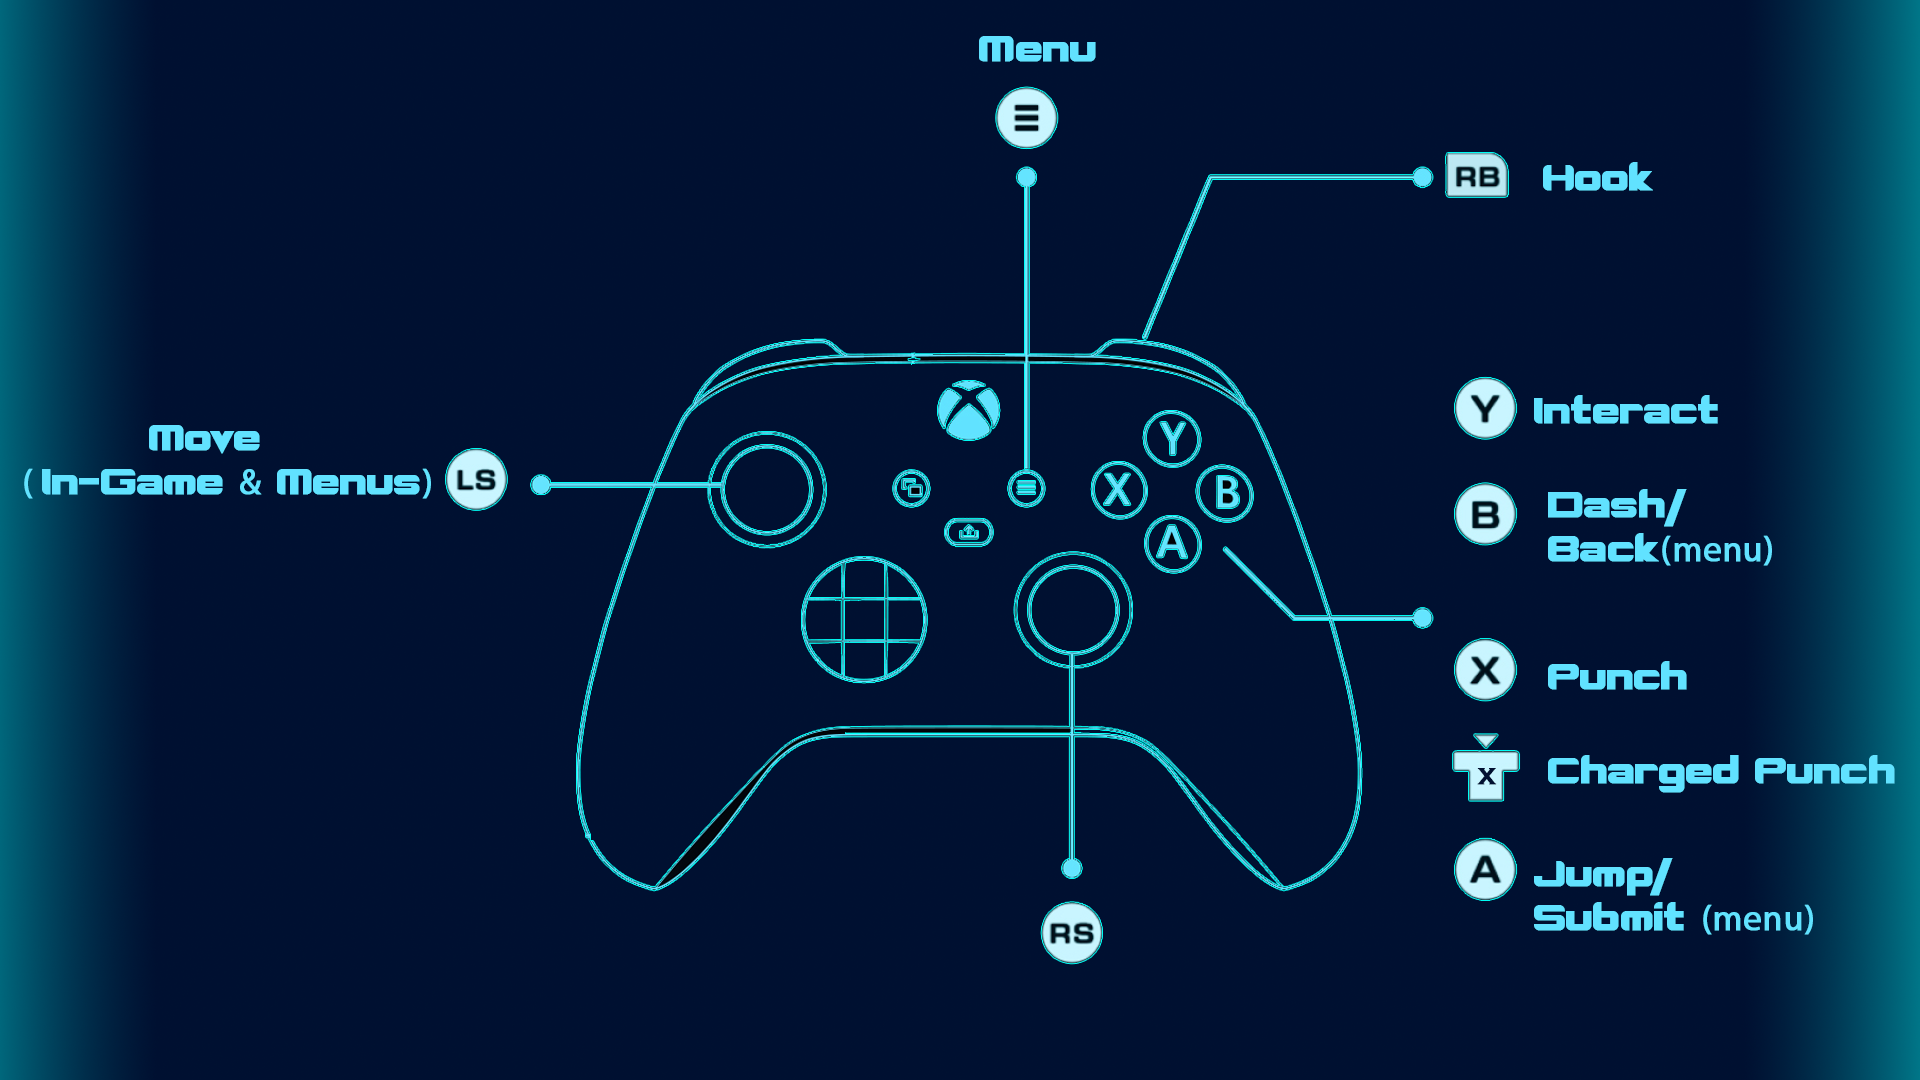 Menu
RB Hook
Y Interact
Move
(In-Game & Menus) LS
B Dash/
Back(menu)
Y
X B
A
X Punch
X Charged Punch
A Jump/
Submit (menu)
RS